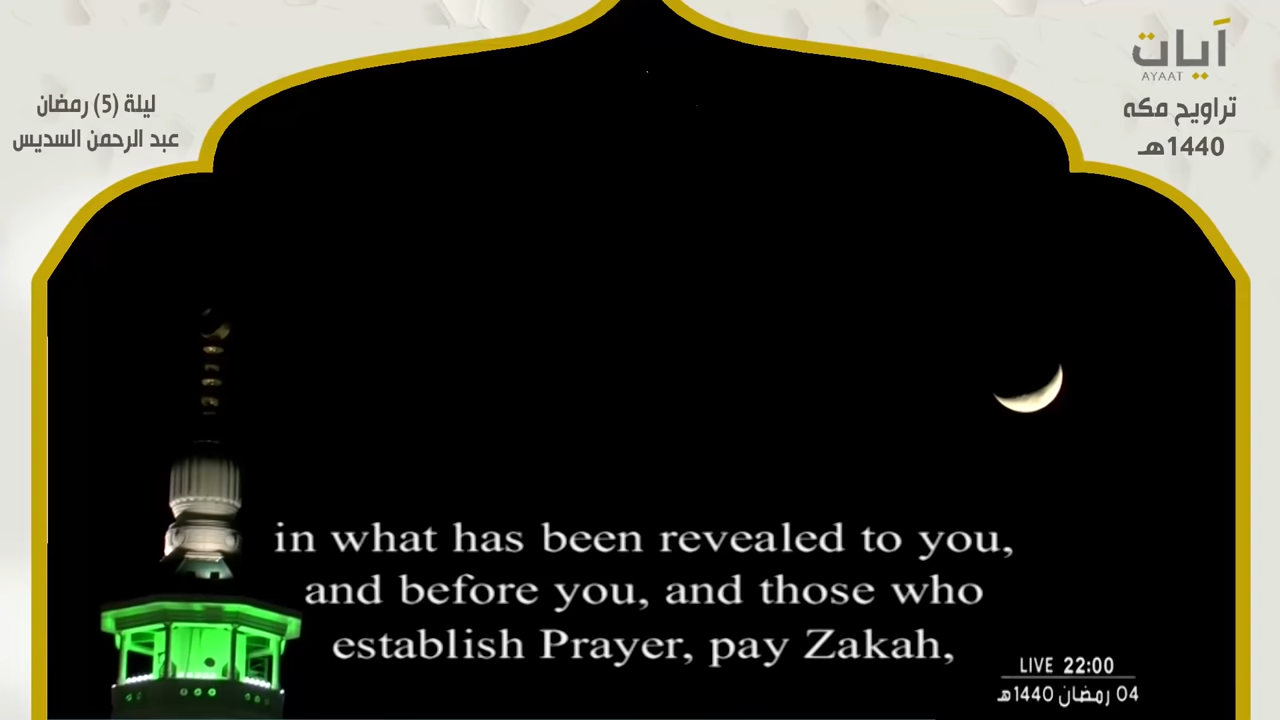 ليلة (5) رمضان
عبد الرحمن السديس
آيات
AYAAT
تراويح مكه
1440هـ
in what has been revealed to you,
and before you, and those who
establish Prayer, pay Zakah,
LIVE 22:00
04 رمضان 1440هـ